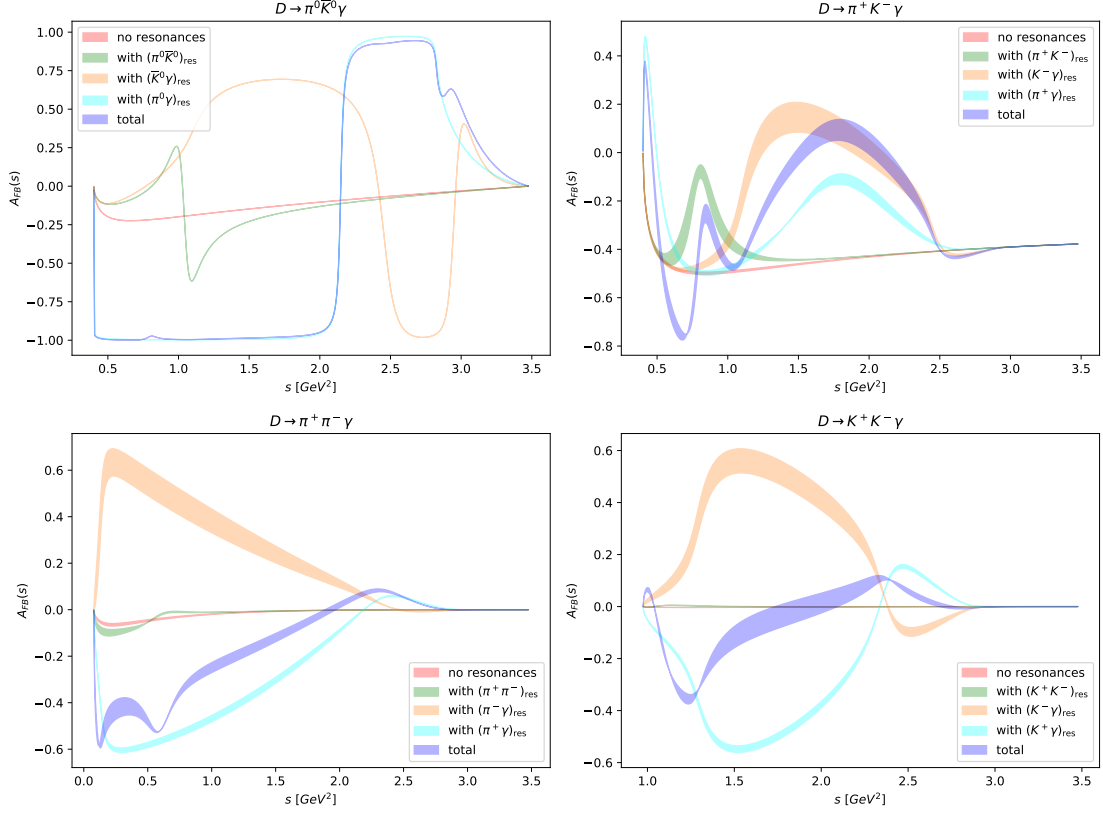 D → π⁰K̅⁰γ
A_FB(s)
1.00
0.75
0.50
0.25
0.00
−0.25
−0.50
−0.75
−1.00
no resonances
with (π⁰K̅⁰)res
with (K̅⁰γ)res
with (π⁰γ)res
total
0.5 1.0 1.5 2.0 2.5 3.0 3.5
s [GeV²]
D → π⁺K⁻γ
A_FB(s)
0.4
0.2
0.0
−0.2
−0.4
−0.6
−0.8
no resonances
with (π⁺K⁻)res
with (K⁻γ)res
with (π⁺γ)res
total
0.5 1.0 1.5 2.0 2.5 3.0 3.5
s [GeV²]
D → π⁺π⁻γ
A_FB(s)
0.6
0.4
0.2
0.0
−0.2
−0.4
−0.6
no resonances
with (π⁺π⁻)res
with (π⁻γ)res
with (π⁺γ)res
total
0.0 0.5 1.0 1.5 2.0 2.5 3.0 3.5
s [GeV²]
D → K⁺K⁻γ
A_FB(s)
0.6
0.4
0.2
0.0
−0.2
−0.4
−0.6
no resonances
with (K⁺K⁻)res
with (K⁻γ)res
with (K⁺γ)res
total
1.0 1.5 2.0 2.5 3.0 3.5
s [GeV²]